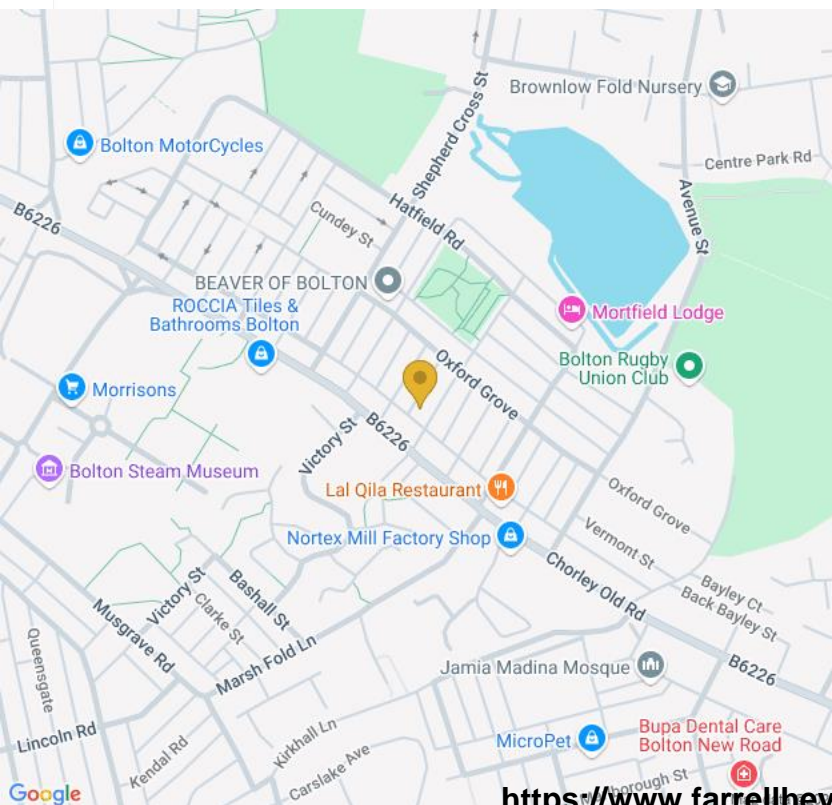 Brownlow Fold Nursery
Shepherd Cross St
Bolton MotorCycles
Centre Park Rd
Avenue St
B6226
Hatfield Rd
Cundey St
BEAVER OF BOLTON
ROCCIA Tiles &
Bathrooms Bolton
Mortfield Lodge
Bolton Rugby
Union Club
Oxford Grove
Morrisons
B6226
Victory St
Bolton Steam Museum
Lal Qila Restaurant
Oxford Grove
Nortex Mill Factory Shop
Vermont St
Chorley Old Rd
Bayley Ct
Back Bayley St
Victory St
Bashall St
Clarke St
Musgrave Rd
Marsh Fold Ln
Queensgate
Jamia Madina Mosque
B6226
Lincoln Rd
Kirkhall Ln
Kendal Rd
MicroPet
Bupa Dental Care
Bolton New Road
Carslake Ave
Google
https://www.farrellhey